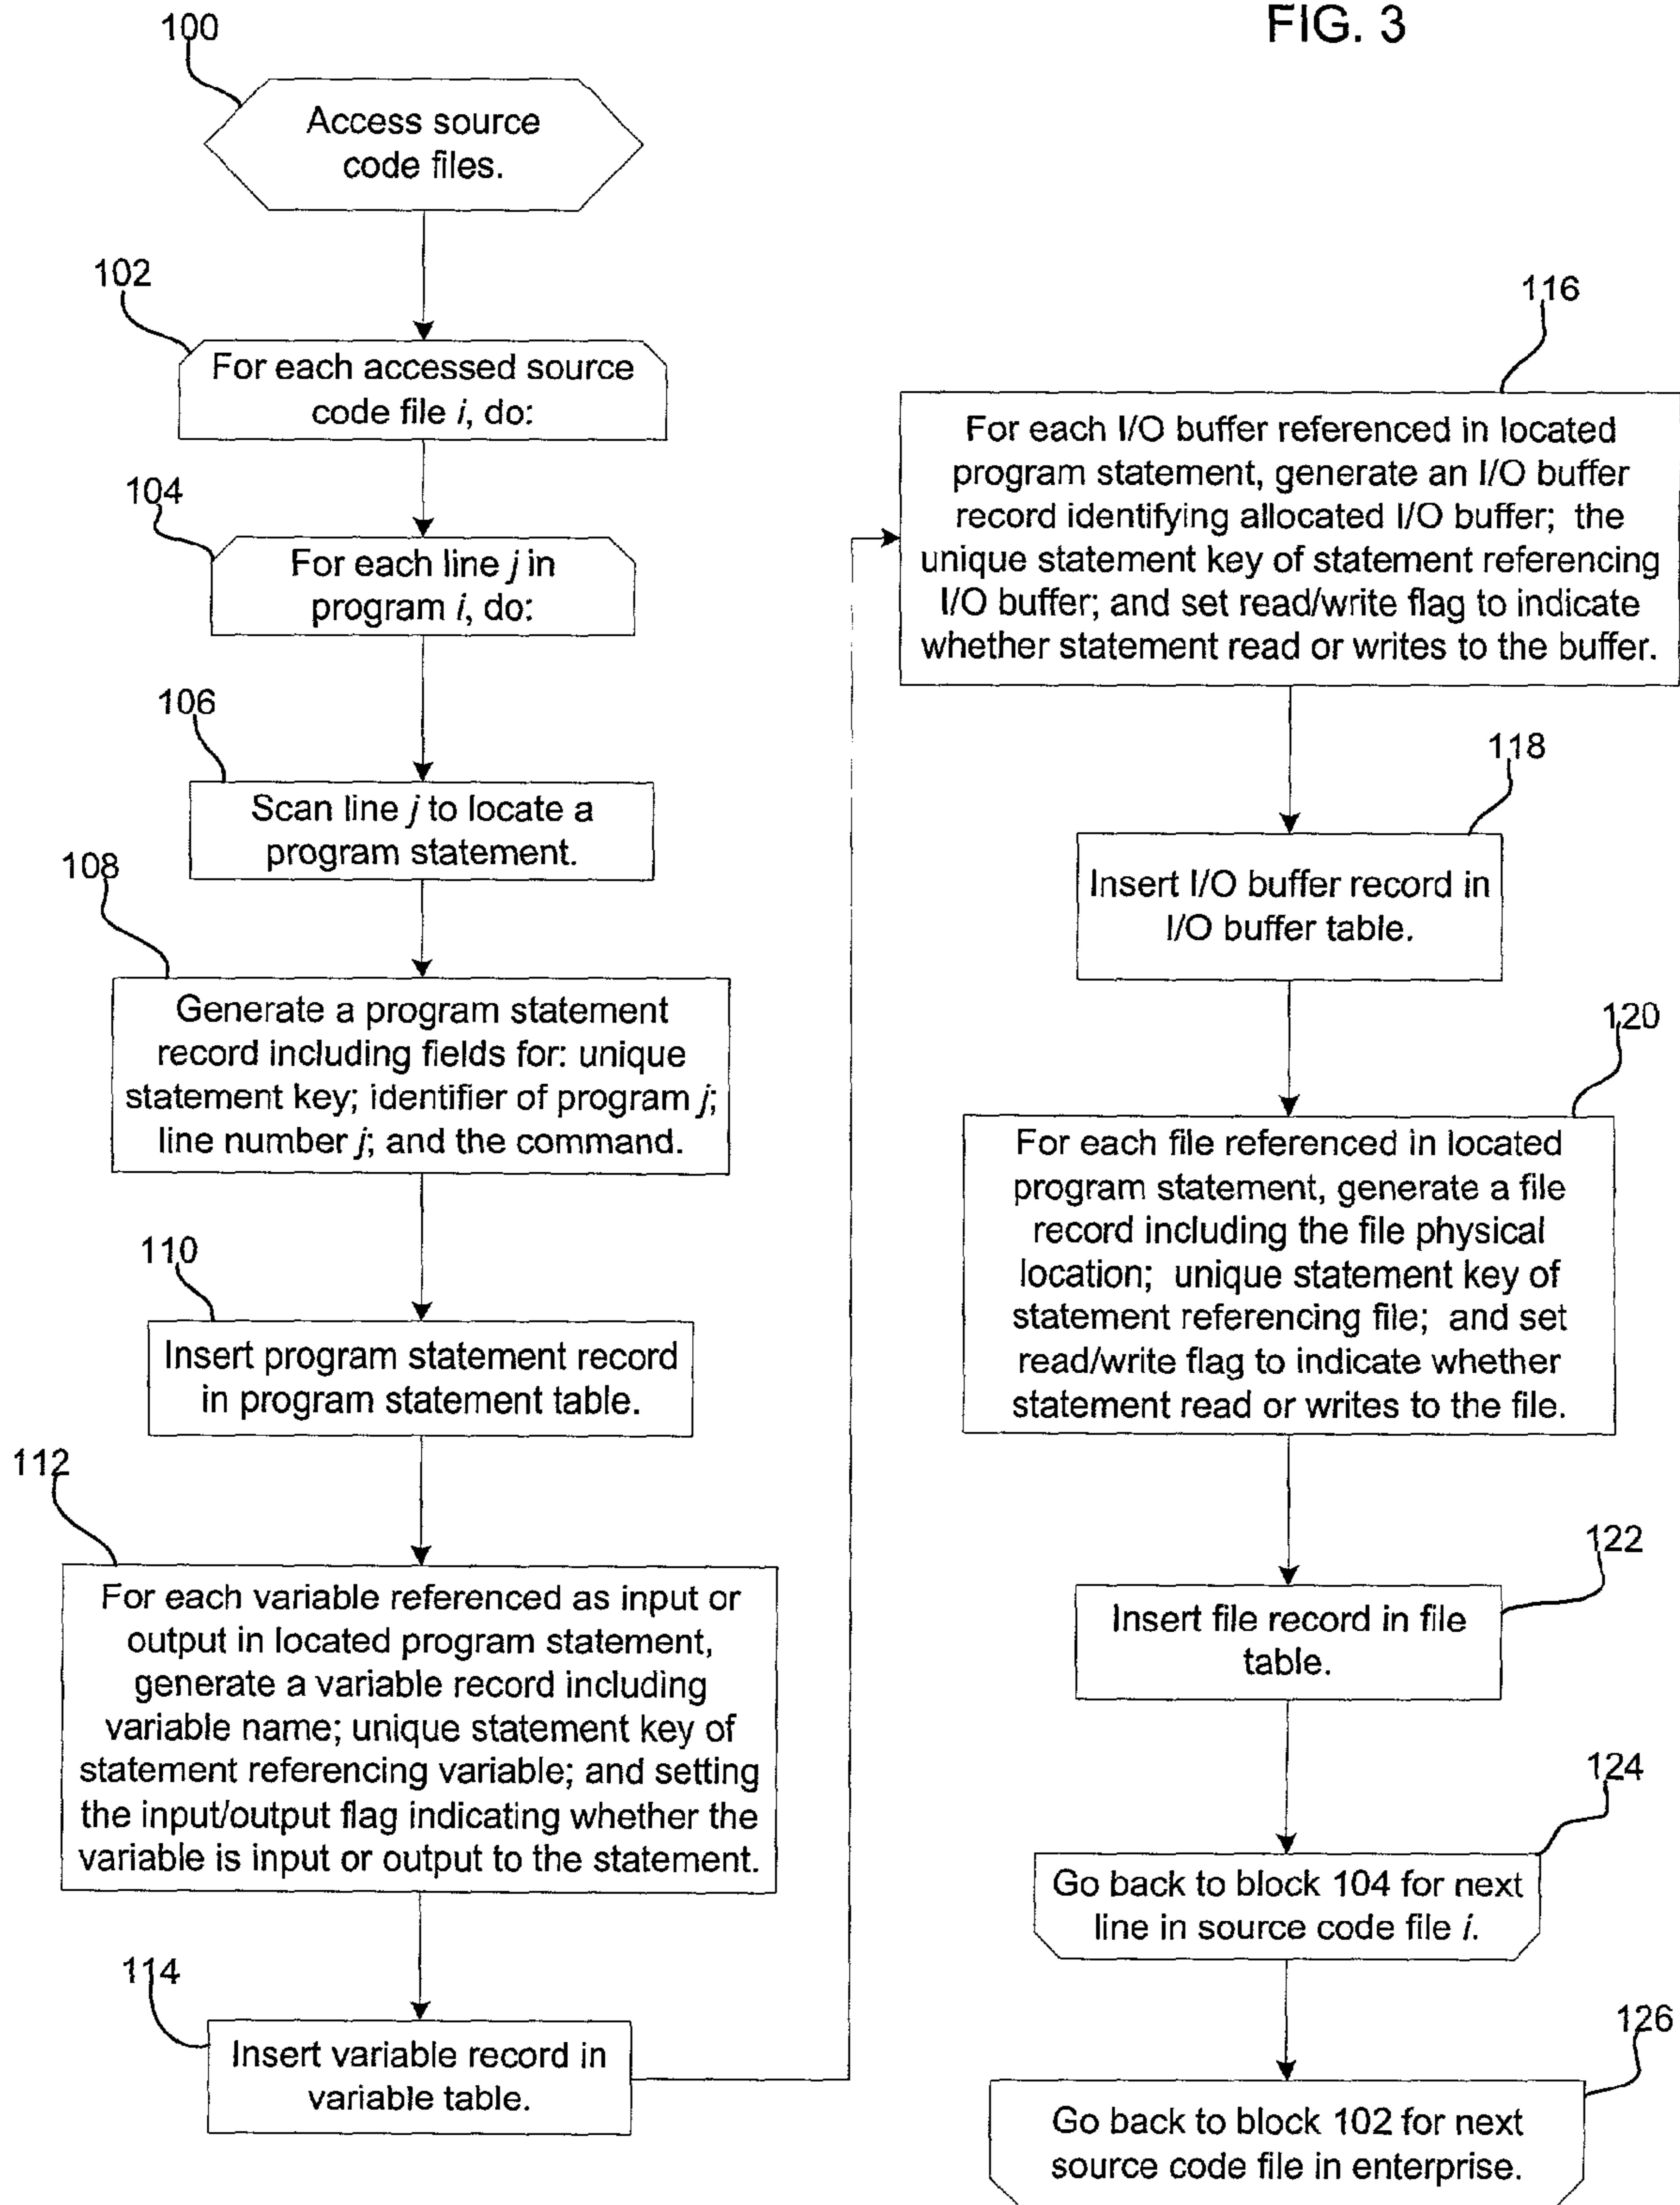 FIG. 3
100
Access source
code files.
102
For each accessed source
code file i, do:
104
For each line j in
program i, do:
106
Scan line j to locate a
program statement.
108
Generate a program statement
record including fields for: unique
statement key; identifier of program j;
line number j; and the command.
110
Insert program statement record
in program statement table.
112
For each variable referenced as input or
output in located program statement,
generate a variable record including
variable name; unique statement key of
statement referencing variable; and setting
the input/output flag indicating whether the
variable is input or output to the statement.
114
Insert variable record in
variable table.
116
For each I/O buffer referenced in located
program statement, generate an I/O buffer
record identifying allocated I/O buffer; the
unique statement key of statement referencing
I/O buffer; and set read/write flag to indicate
whether statement read or writes to the buffer.
118
Insert I/O buffer record in
I/O buffer table.
120
For each file referenced in located
program statement, generate a file
record including the file physical
location; unique statement key of
statement referencing file; and set
read/write flag to indicate whether
statement read or writes to the file.
122
Insert file record in file
table.
124
Go back to block 104 for next
line in source code file i.
126
Go back to block 102 for next
source code file in enterprise.